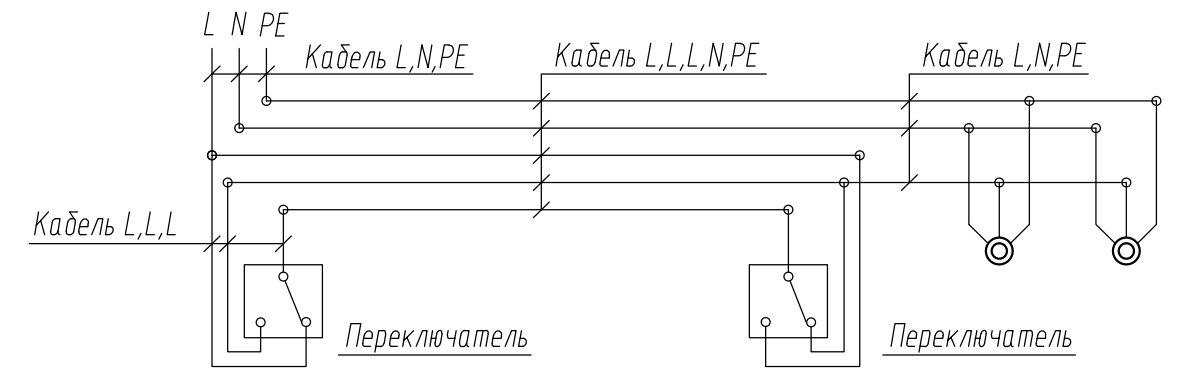 L N PE
Кабель L,N,PE
Кабель L,L,L,N,PE
Кабель L,N,PE
Кабель L,L,L
Переключатель
Переключатель